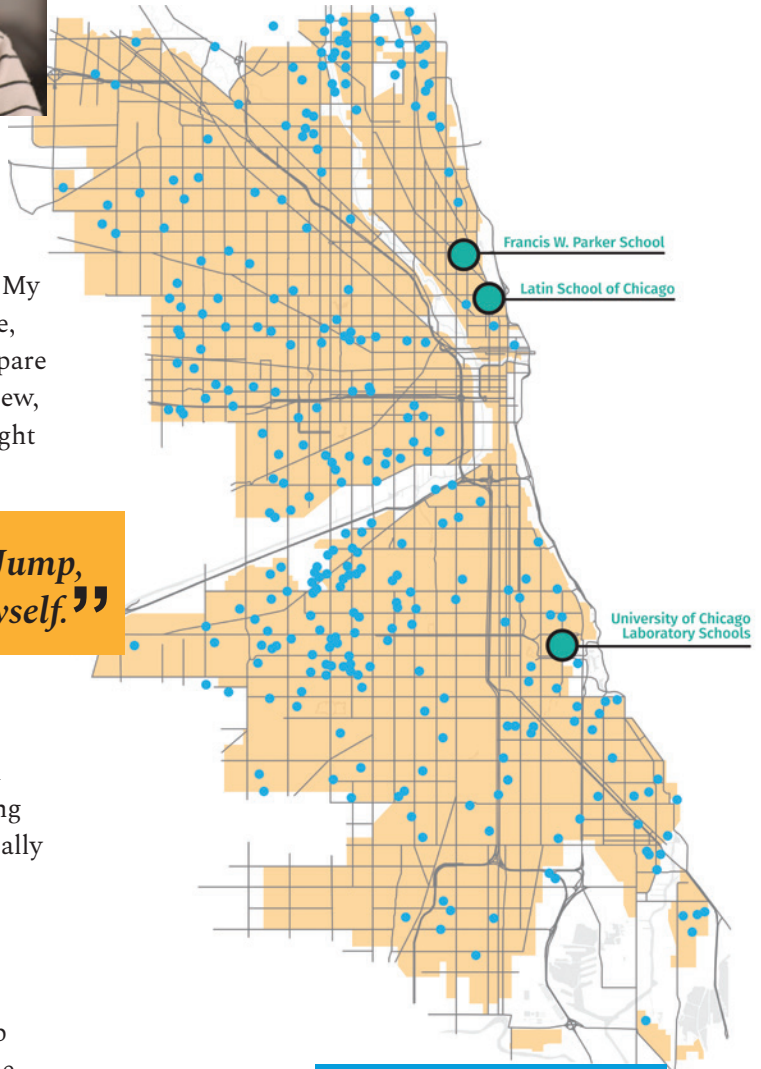 My
e,
pare
ew,
ght
Jump,
yself.”
ng
ally
Francis W. Parker School
Latin School of Chicago
University of Chicago
Laboratory Schools